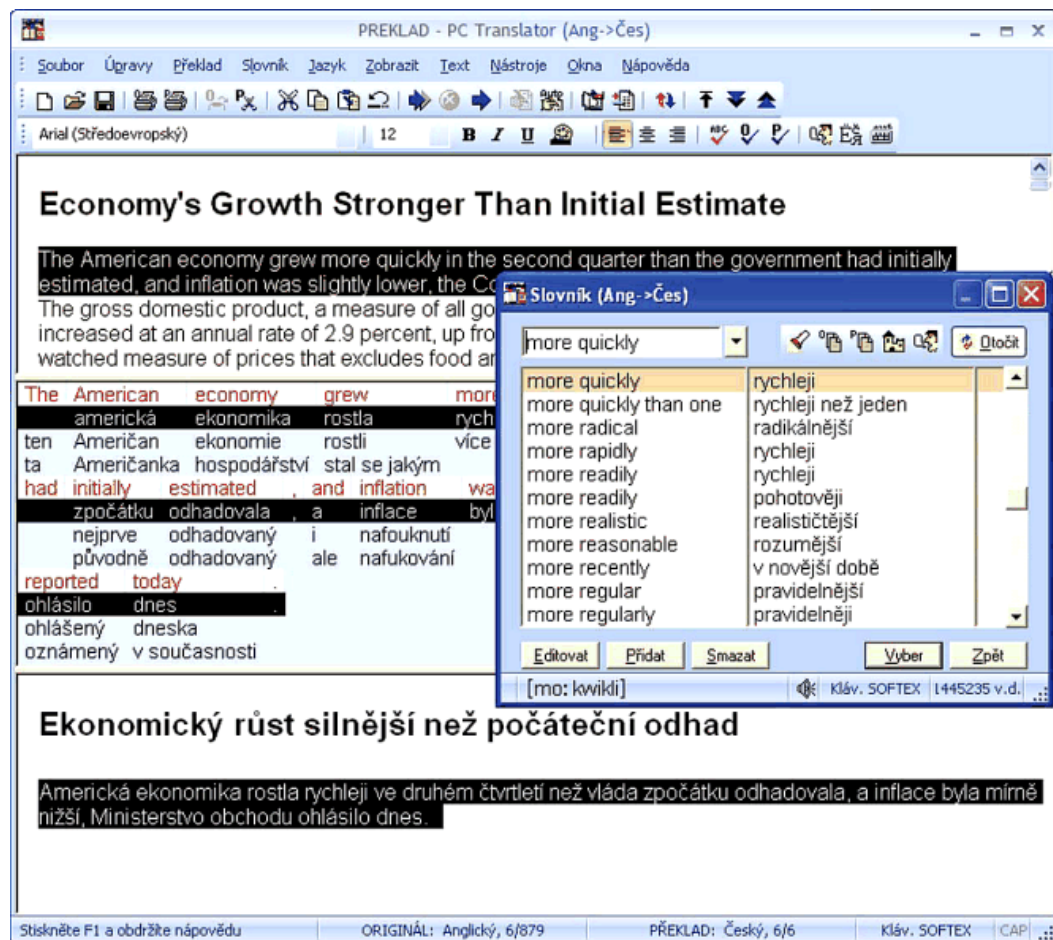 PREKLAD - PC Translator (Ang->Čes)
Soubor Úpravy Překlad Slovník Jazyk Zobrazit Text Nástroje Okna Nápověda
Arial (Středoevropský) 12 B I U
Economy's Growth Stronger Than Initial Estimate
The American economy grew more quickly in the second quarter than the government had initially
estimated, and inflation was slightly lower, the
The gross domestic product, a measure of all
increased at an annual rate of 2.9 percent, up
watched measure of prices that excludes food
The American economy grew more
americká ekonomika rostla
ten Američan ekonomie rostli více
ta Američanka hospodářství stal se jakým
had initially estimated , and inflation
zpočátku odhadovala , a inflace byl
nejprve odhadovaný i nafouknutí
původně odhadovaný ale nafukování
reported today .
ohlásilo dnes .
ohlášený dneska
oznámený v současnosti
Slovník (Ang->Čes)
more quickly Otočit
more quickly rychleji
more quickly than one rychleji než jeden
more radical radikálnější
more rapidly rychleji
more readily rychleji
more readily pohotověji
more realistic realističtější
more reasonable rozumější
more recently v novější době
more regular pravidelnější
more regularly pravidelněji
Editovat Přidat Smazat Vyber Zpět
[mo: kwikli] Kláv. SOFTEX 1445235 v.d.
Ekonomický růst silnější než počáteční odhad
Americká ekonomika rostla rychleji ve druhém čtvrtletí než vláda zpočátku odhadovala, a inflace byla mírně
nižší, Ministerstvo obchodu ohlásilo dnes.
Stiskněte F1 a obdržíte nápovědu ORIGINÁL: Anglický, 6/879 PŘEKLAD: Český, 6/6 Kláv. SOFTEX CAP